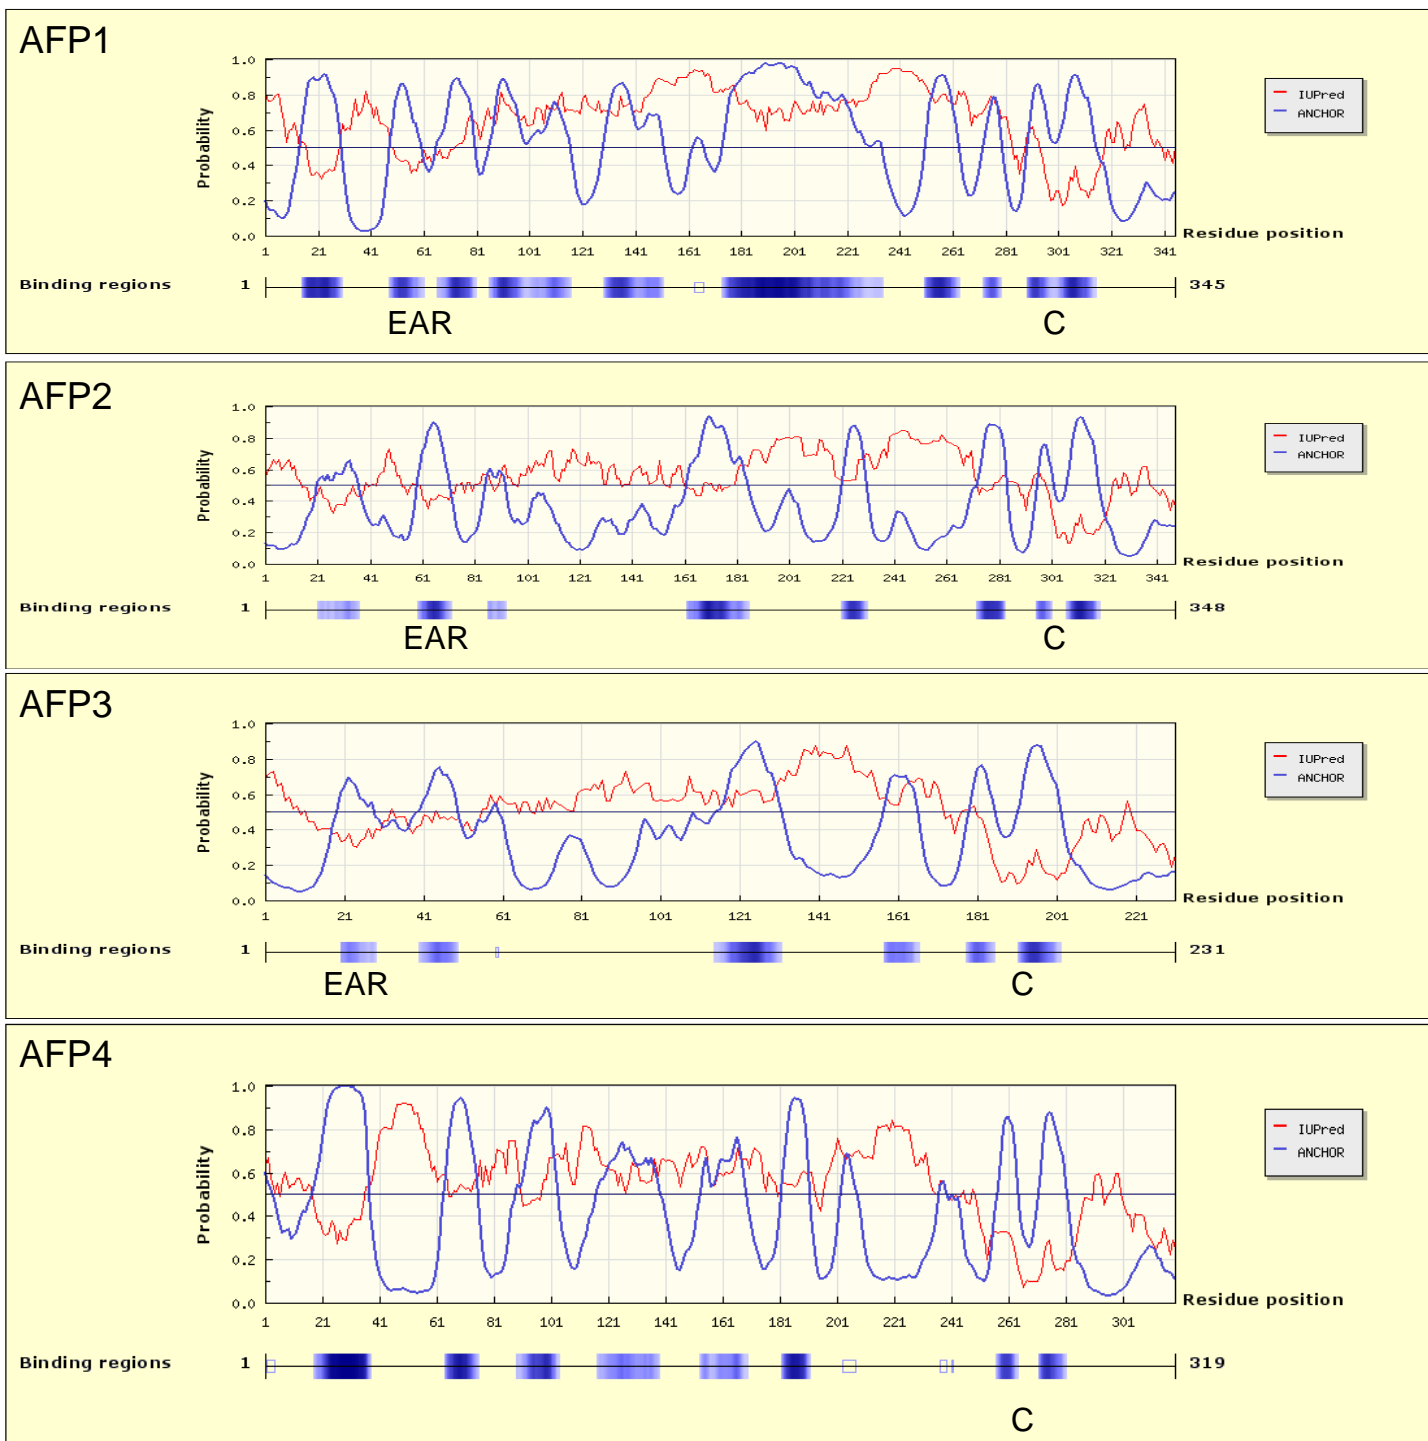 AFP1
1.0
0.8
0.6
0.4
0.2
0.0
Probability
1 21 41 61 81 101 121 141 161 181 201 221 241 261 281 301 321 341
Residue position
IUPred
ANCHOR
Binding regions 1 345
EAR C
AFP2
1.0
0.8
0.6
0.4
0.2
0.0
Probability
1 21 41 61 81 101 121 141 161 181 201 221 241 261 281 301 321 341
Residue position
IUPred
ANCHOR
Binding regions 1 348
EAR C
AFP3
1.0
0.8
0.6
0.4
0.2
0.0
Probability
1 21 41 61 81 101 121 141 161 181 201 221
Residue position
IUPred
ANCHOR
Binding regions 1 231
EAR C
AFP4
1.0
0.8
0.6
0.4
0.2
0.0
Probability
1 21 41 61 81 101 121 141 161 181 201 221 241 261 281 301
Residue position
IUPred
ANCHOR
Binding regions 1 319
C